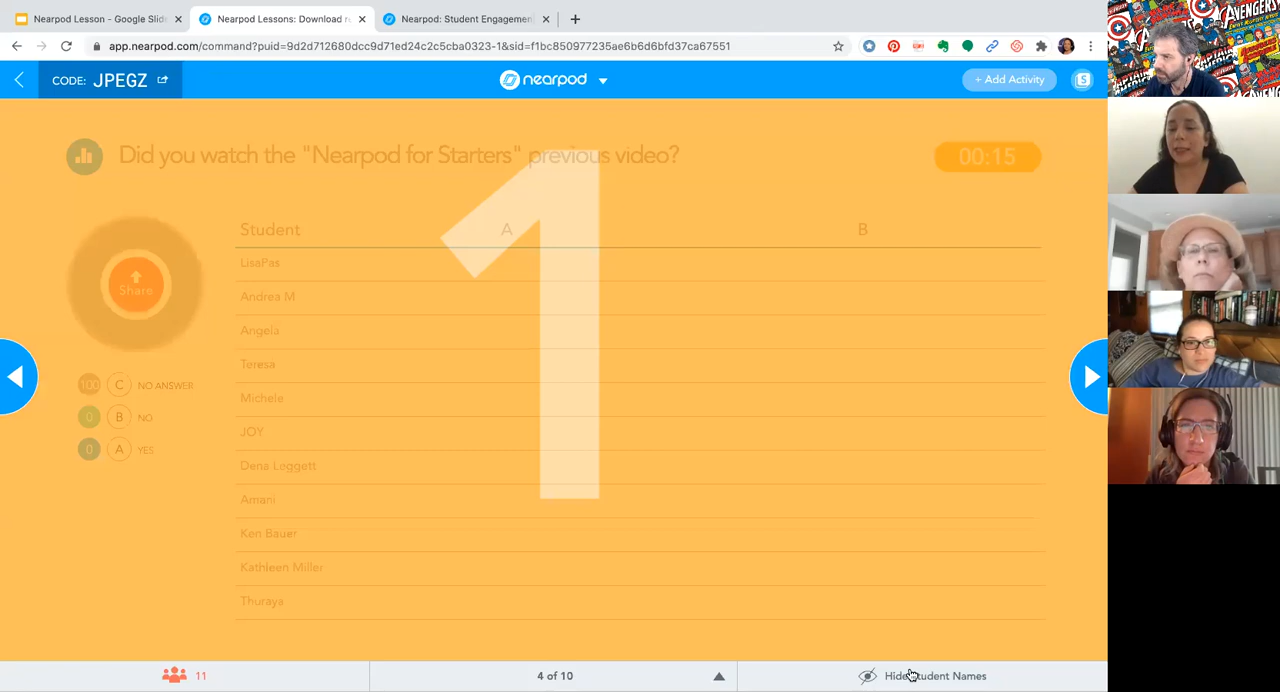 Nearpod Lesson - Google Slid
Nearpod Lessons: Download r
Nearpod: Student Engagemen
app.nearpod.com/command?puid=9d2d712680dcc9d71ed24c2c5cba0323-1&sid=f1bc850977235ae6b6d6bfd37ca67551
CODE: JPEGZ
nearpod
+ Add Activity
S
Did you watch the "Nearpod for Starters" previous video?
00:15
1
Student A B
Share
LisaPas
Andrea M
Angela
Teresa
Michele
JOY
Dena Leggett
Amani
Ken Bauer
Kathleen Miller
Thuraya
100 C NO ANSWER
0 B NO
0 A YES
11
4 of 10
Hide Student Names
AVENGERS
CAPTAIN AMERICA